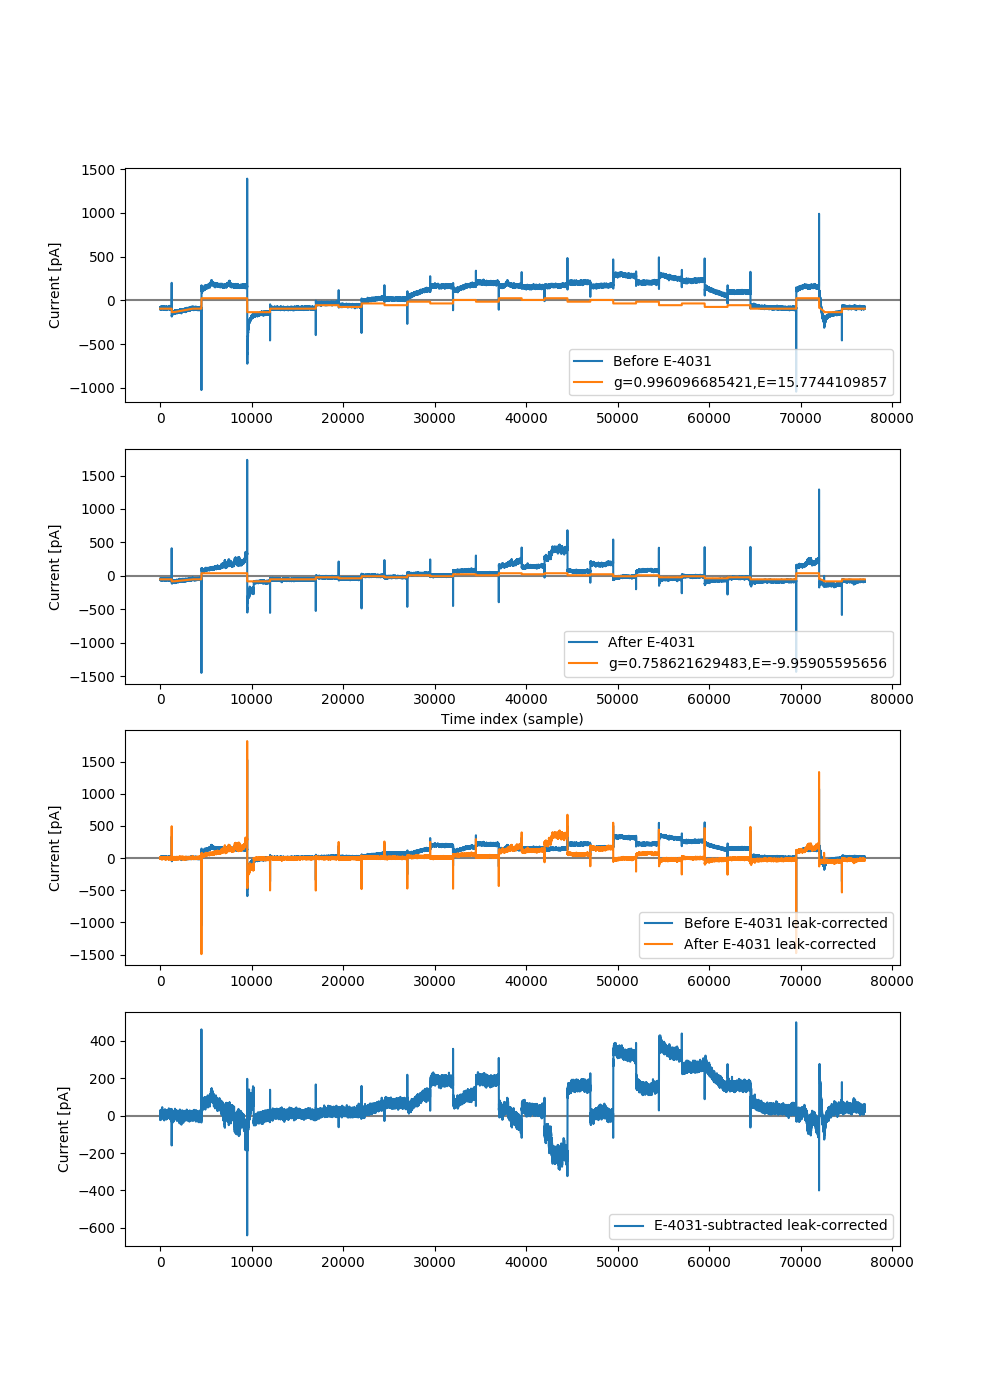 1500
1000
500
0
−500
−1000
Current [pA]
Before E-4031
g=0.996096685421,E=15.7744109857
0 10000 20000 30000 40000 50000 60000 70000 80000
1500
1000
500
0
−500
−1000
−1500
Current [pA]
After E-4031
g=0.758621629483,E=-9.95905595656
0 10000 20000 30000 40000 50000 60000 70000 80000
Time index (sample)
1500
1000
500
0
−500
−1000
−1500
Current [pA]
Before E-4031 leak-corrected
After E-4031 leak-corrected
0 10000 20000 30000 40000 50000 60000 70000 80000
400
200
0
−200
−400
−600
Current [pA]
E-4031-subtracted leak-corrected
0 10000 20000 30000 40000 50000 60000 70000 80000